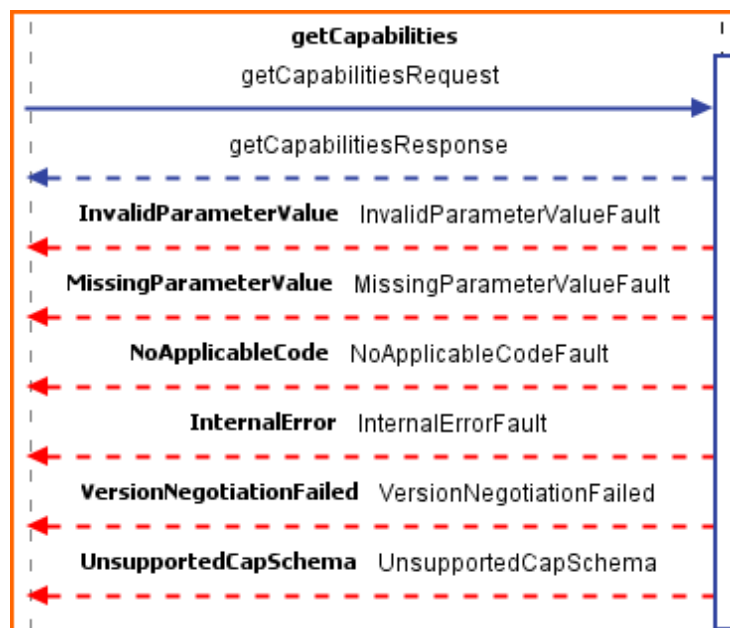 getCapabilities
getCapabilitiesRequest
getCapabilitiesResponse
InvalidParameterValue InvalidParameterValueFault
MissingParameterValue MissingParameterValueFault
NoApplicableCode NoApplicableCodeFault
InternalError InternalErrorFault
VersionNegotiationFailed VersionNegotiationFailed
UnsupportedCapSchema UnsupportedCapSchema